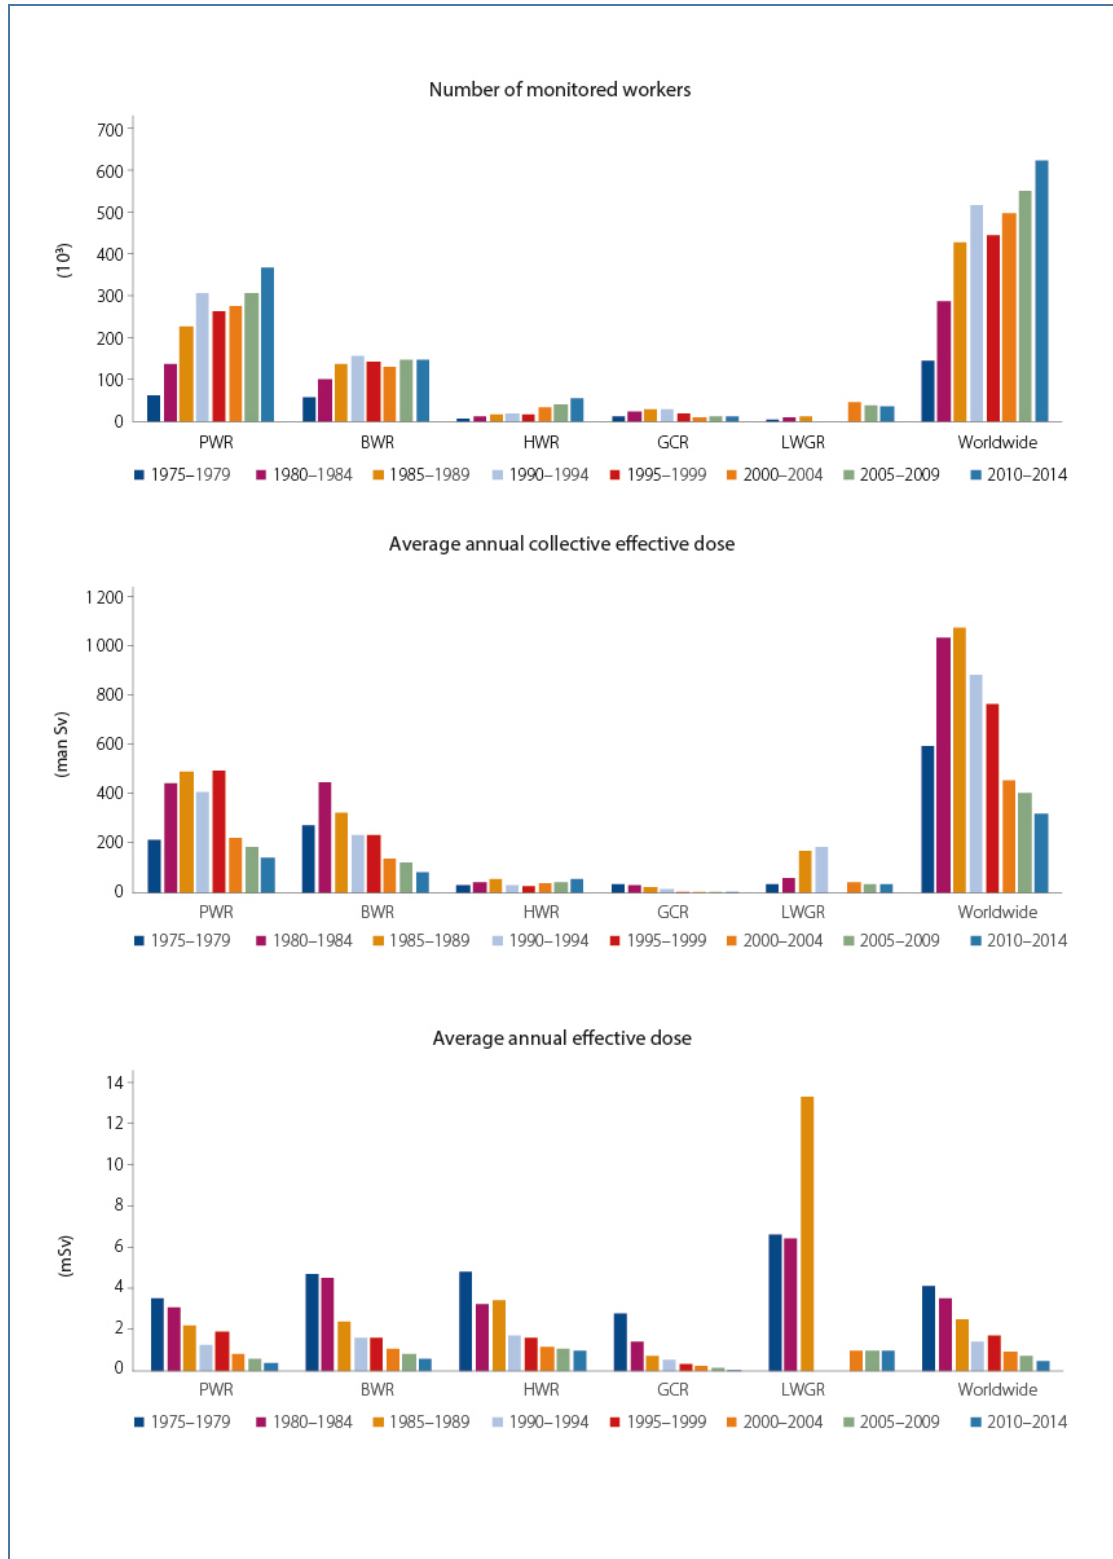 Number of monitored workers
700
600
500
400
300
200
100
0
(10³)
PWR BWR HWR GCR LWGR Worldwide
1975–1979 1980–1984 1985–1989 1990–1994 1995–1999 2000–2004 2005–2009 2010–2014
Average annual collective effective dose
1 200
1 000
800
600
400
200
0
(man Sv)
PWR BWR HWR GCR LWGR Worldwide
1975–1979 1980–1984 1985–1989 1990–1994 1995–1999 2000–2004 2005–2009 2010–2014
Average annual effective dose
14
12
10
8
6
4
2
0
(mSv)
PWR BWR HWR GCR LWGR Worldwide
1975–1979 1980–1984 1985–1989 1990–1994 1995–1999 2000–2004 2005–2009 2010–2014